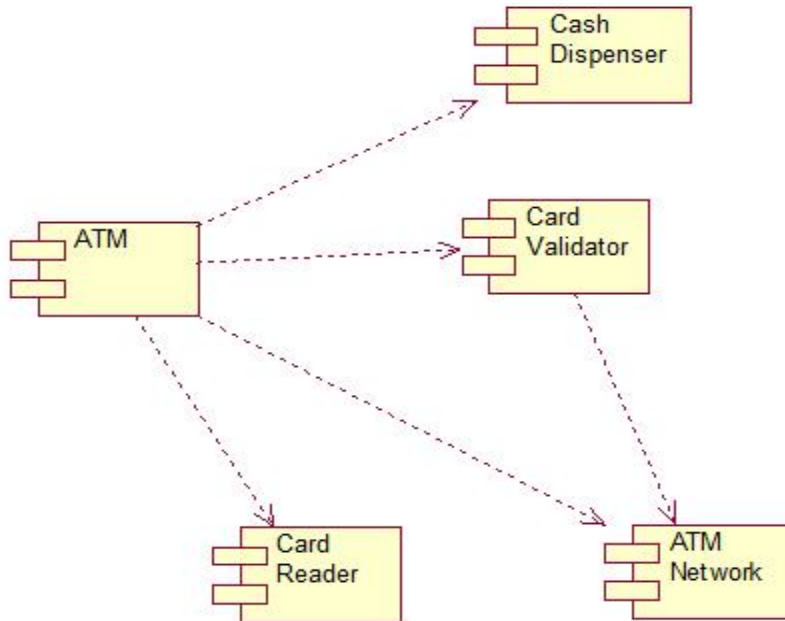 Cash
Dispenser
ATM
Card
Validator
Card
Reader
ATM
Network